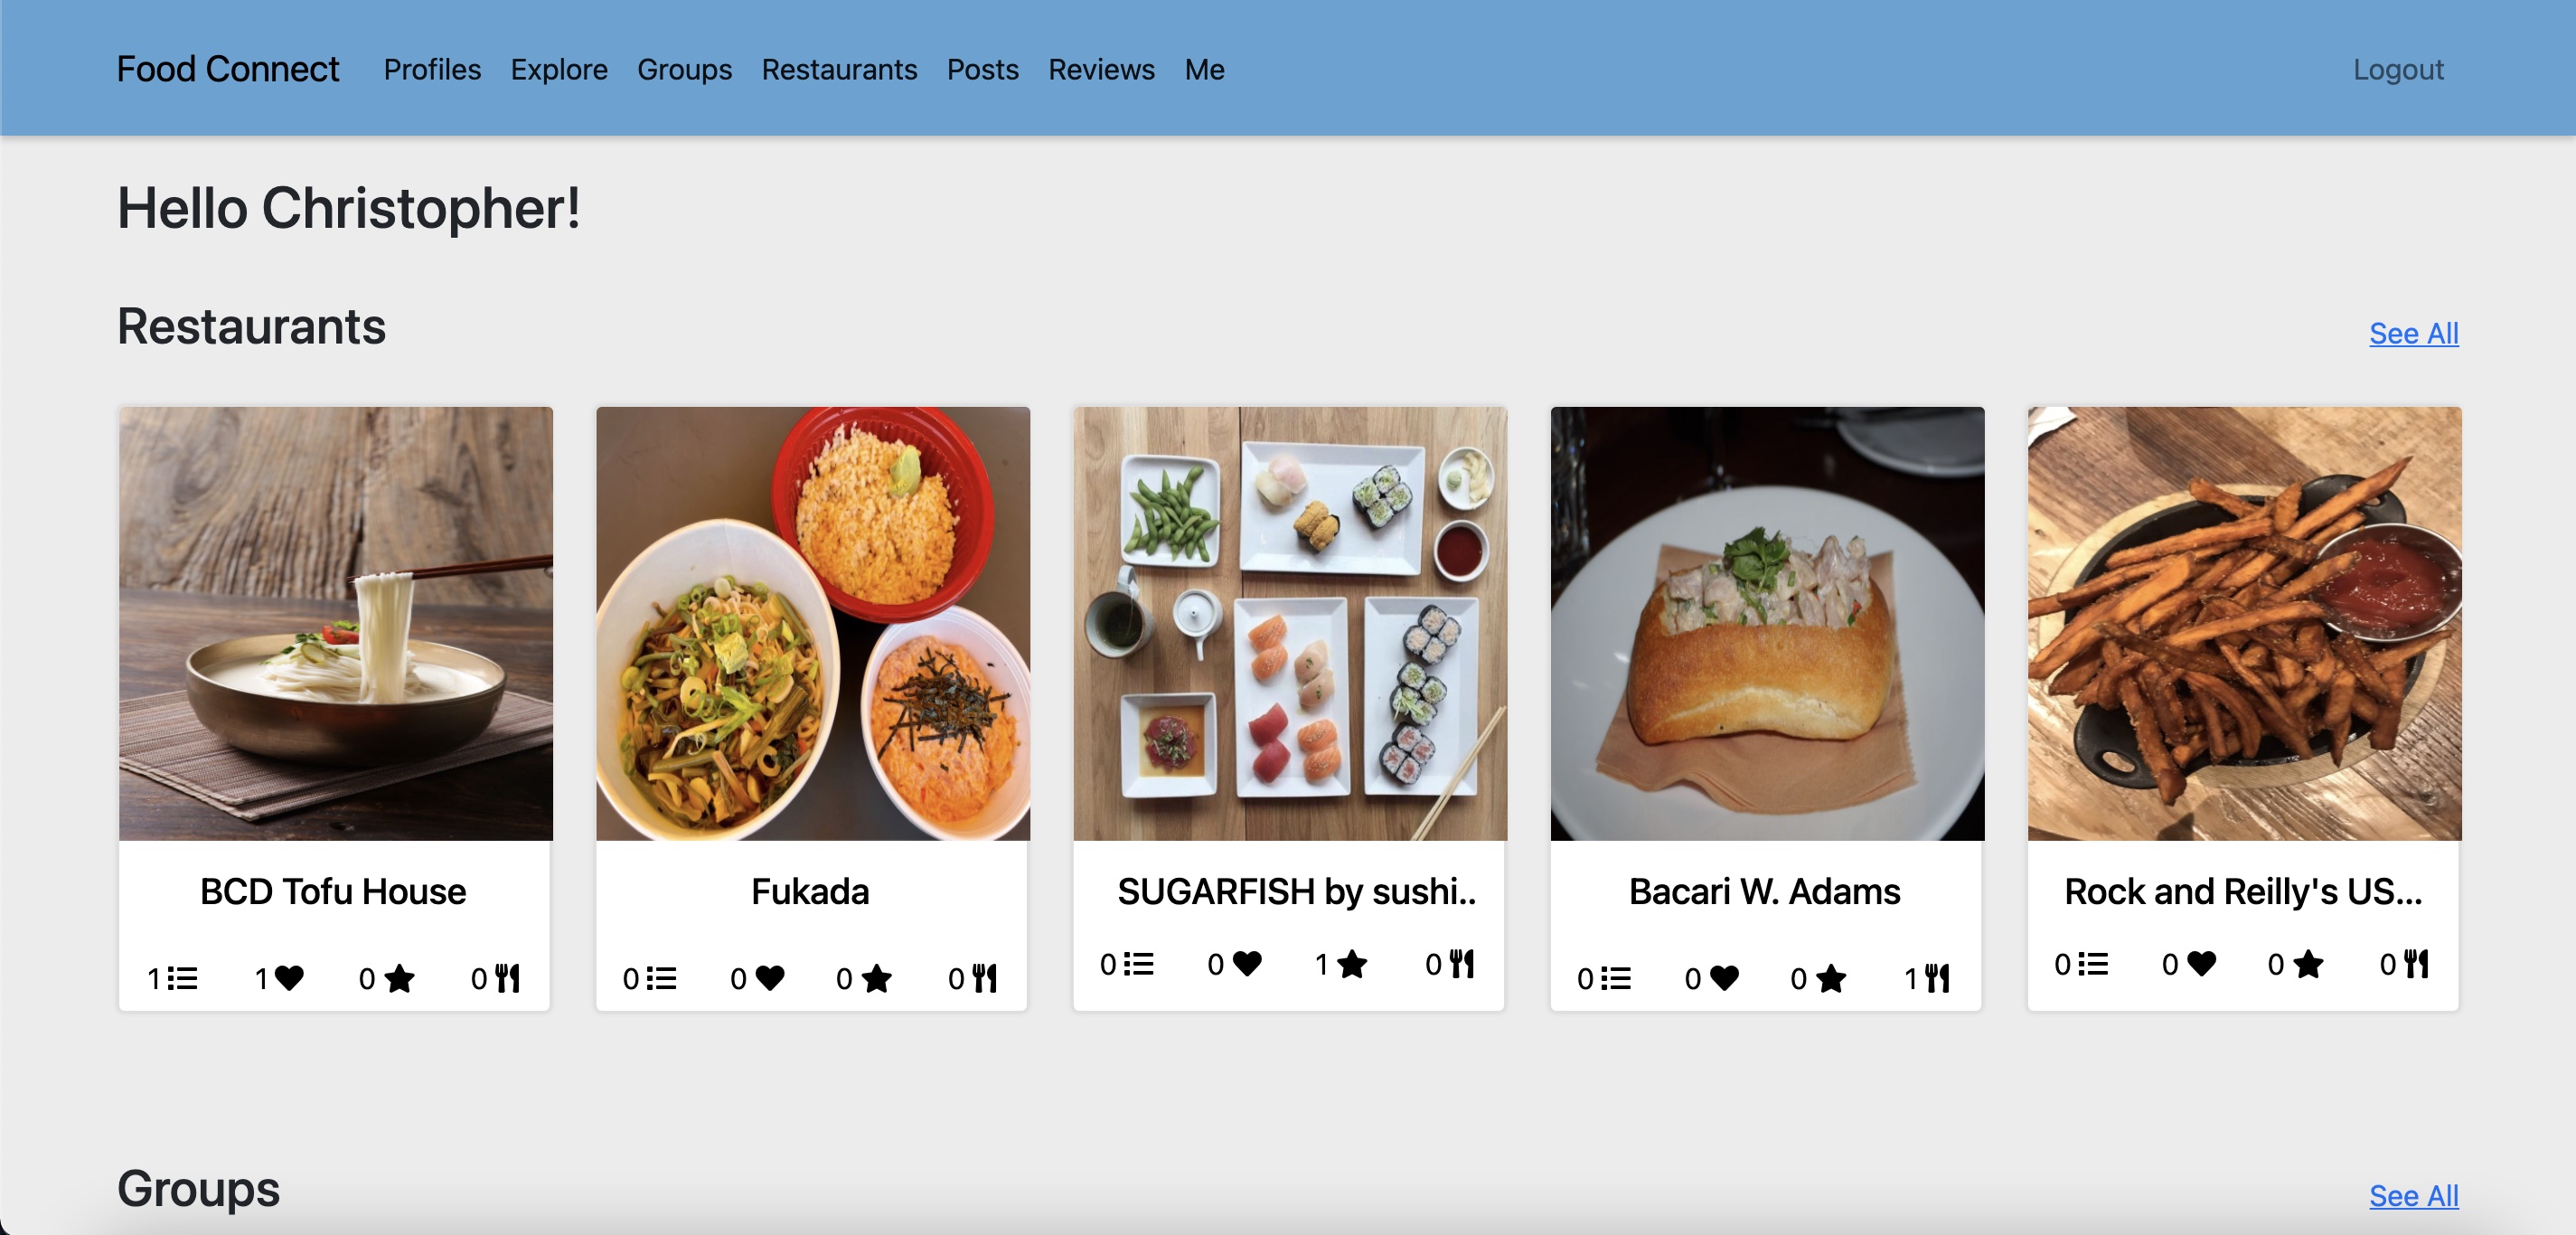 Food Connect Profiles Explore Groups Restaurants Posts Reviews Me Logout
Hello Christopher!
Restaurants See All
BCD Tofu House
1 1 0 0
Fukada
0 0 0 0
SUGARFISH by sushi..
0 0 1 0
Bacari W. Adams
0 0 0 1
Rock and Reilly's US...
0 0 0 0
Groups See All